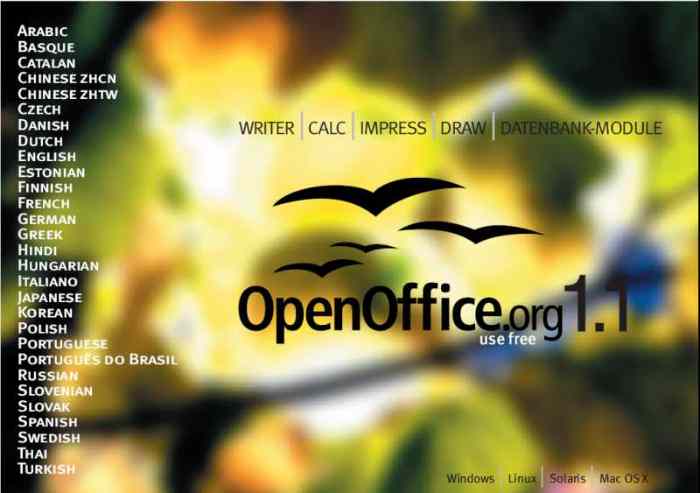 Arabic
Basque
Catalan
Chinese zhcn
Chinese zhtw
Czech
Danish
Dutch
English
Estonian
Finnish
French
German
Greek
Hindi
Hungarian
Italiano
Japanese
Korean
Polish
Portuguese
Português do Brasil
Russian
Slovenian
Slovak
Spanish
Swedish
Thai
Turkish
WRITER | CALC | IMPRESS | DRAW | DATENBANK-MODULE
OpenOffice.org 1.1
use free
Windows | Linux | Solaris | Mac OS X